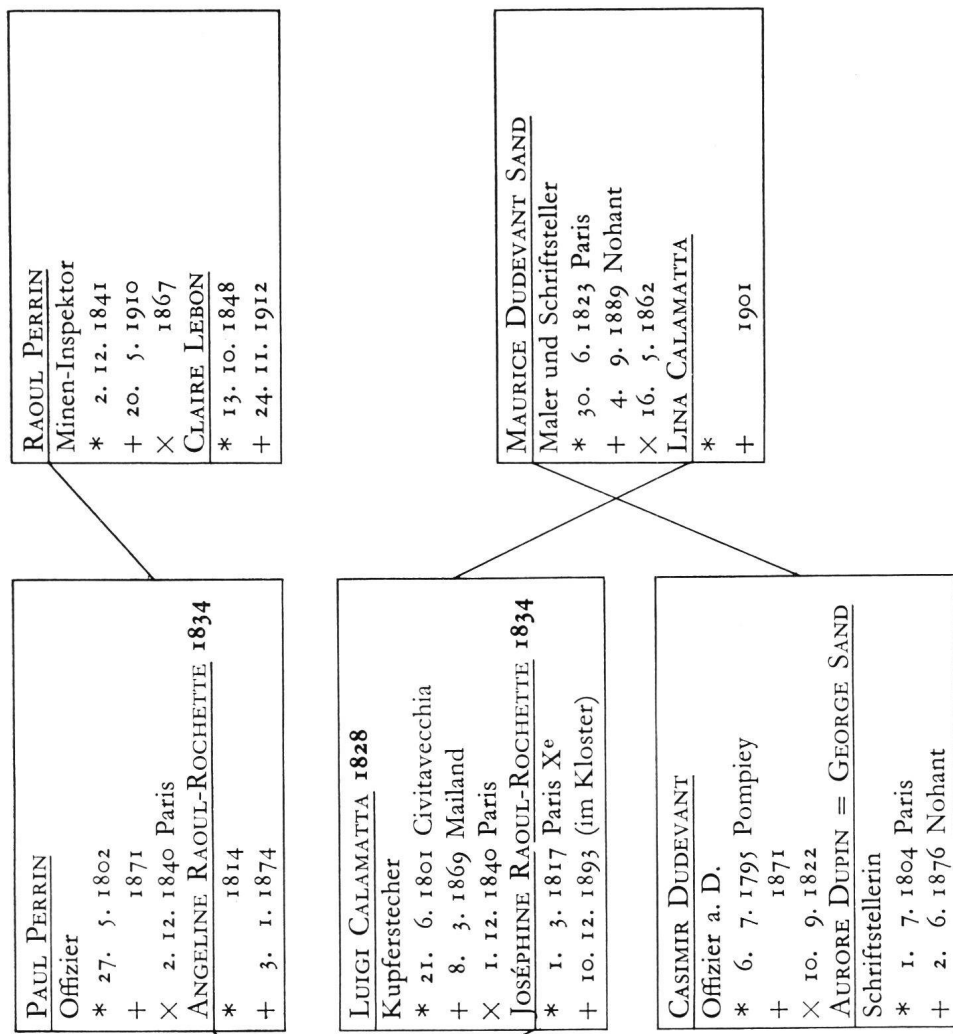 PAUL PERRIN
Offizier
* 27. 5. 1802
+ 1871
× 2. 12. 1840 Paris
ANGELINE RAOUL-ROCHETTE 1834
* 1814
+ 3. 1. 1874
RAOUL PERRIN
Minen-Inspektor
* 2. 12. 1841
+ 20. 5. 1910
× 1867
CLAIRE LEBON
* 13. 10. 1848
+ 24. 11. 1912
LUIGI CALAMATTA 1828
Kupferstecher
* 21. 6. 1801 Civitavecchia
+ 8. 3. 1869 Mailand
× 1. 12. 1840 Paris
JOSÉPHINE RAOUL-ROCHETTE 1834
* 1. 3. 1817 Paris Xᵉ
+ 10. 12. 1893 (im Kloster)
MAURICE DUDEVANT SAND
Maler und Schriftsteller
* 30. 6. 1823 Paris
+ 4. 9. 1889 Nohant
× 16. 5. 1862
LINA CALAMATTA
*
+ 1901
CASIMIR DUDEVANT
Offizier a. D.
* 6. 7. 1795 Pompiey
+ 1871
× 10. 9. 1822
AURORE DUPIN = GEORGE SAND
Schriftstellerin
* 1. 7. 1804 Paris
+ 2. 6. 1876 Nohant